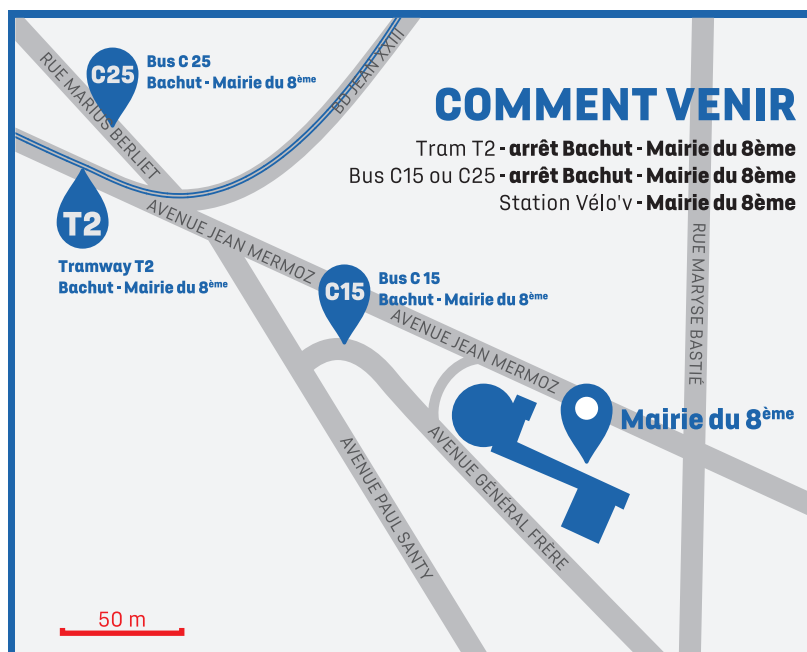 RUE MARIUS BERLIET
C25
Bus C 25
Bachut - Mairie du 8ème
BD JEAN XXIII
COMMENT VENIR
Tram T2 - arrêt Bachut - Mairie du 8ème
Bus C15 ou C25 - arrêt Bachut - Mairie du 8ème
Station Vélo'v - Mairie du 8ème
T2
Tramway T2
Bachut - Mairie du 8ème
AVENUE JEAN MERMOZ
C15
Bus C 15
Bachut - Mairie du 8ème
AVENUE JEAN MERMOZ
RUE MARYSE BASTIÉ
Mairie du 8ème
AVENUE PAUL SANTY
AVENUE GÉNÉRAL FRÈRE
50 m